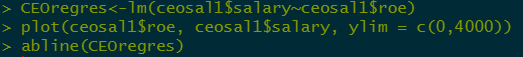 > CEOregres<-lm(ceosal1$salary~ceosal1$roe)
> plot(ceosal1$roe, ceosal1$salary, ylim = c(0,4000))
> abline(CEOregres)